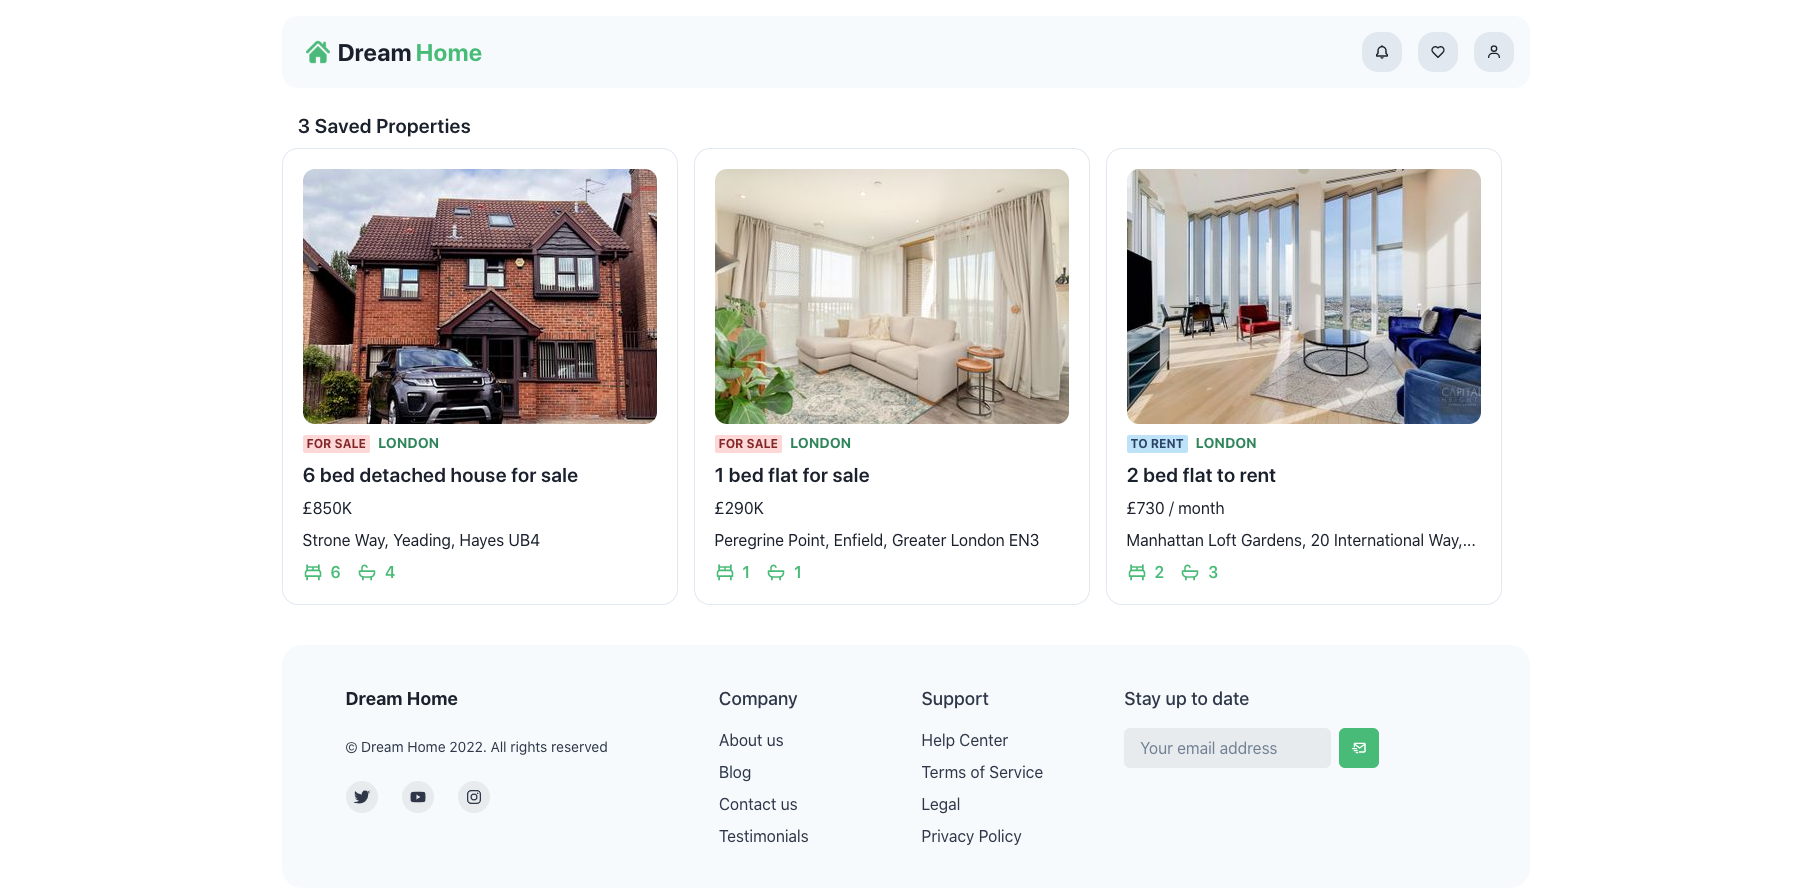 Dream Home
3 Saved Properties
FOR SALE LONDON
6 bed detached house for sale
£850K
Strone Way, Yeading, Hayes UB4
6 4
FOR SALE LONDON
1 bed flat for sale
£290K
Peregrine Point, Enfield, Greater London EN3
1 1
CAPITAL
TO RENT LONDON
2 bed flat to rent
£730 / month
Manhattan Loft Gardens, 20 International Way,...
2 3
Dream Home
© Dream Home 2022. All rights reserved
Company
About us
Blog
Contact us
Testimonials
Support
Help Center
Terms of Service
Legal
Privacy Policy
Stay up to date
Your email address